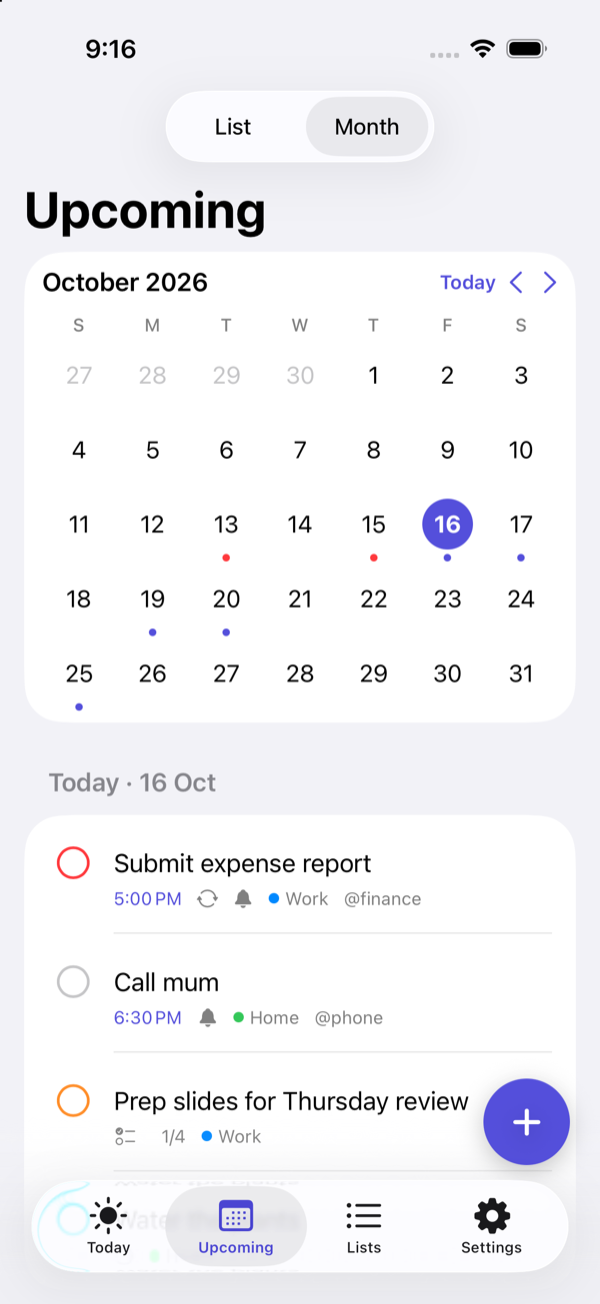 9:16
List Month
Upcoming
October 2026 Today
S M T W T F S
27 28 29 30 1 2 3
4 5 6 7 8 9 10
11 12 13 14 15 16 17
18 19 20 21 22 23 24
25 26 27 28 29 30 31
Today · 16 Oct
Submit expense report
5:00 PM Work @finance
Call mum
6:30 PM Home @phone
Prep slides for Thursday review
1/4 Work
Today Upcoming Lists Settings